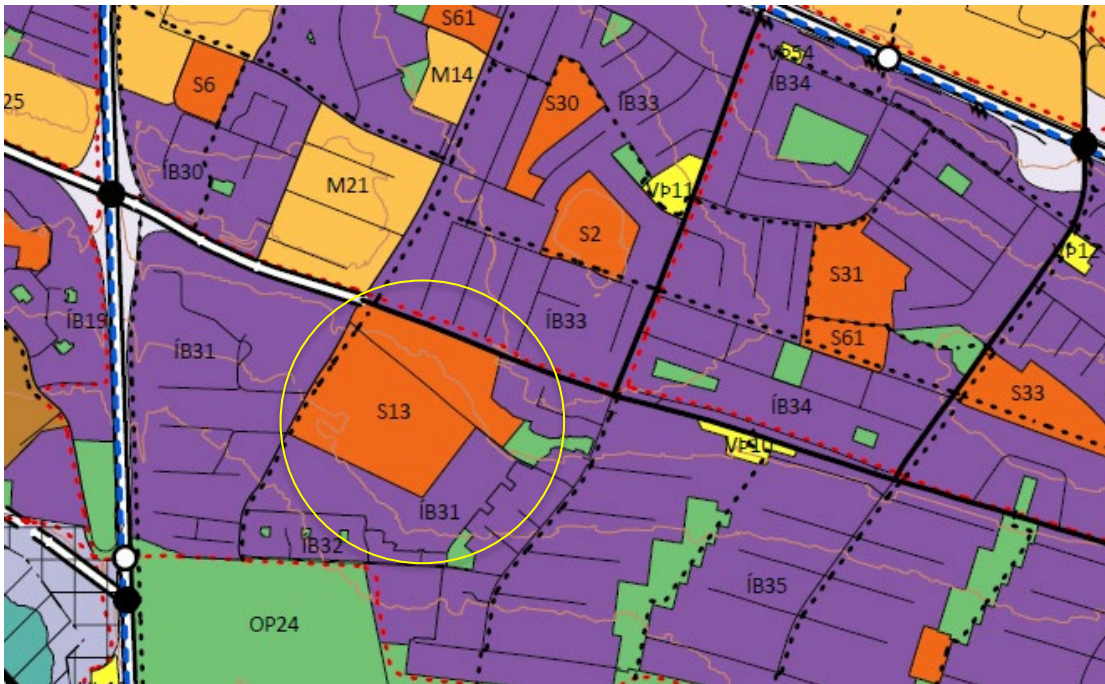 S61
VÞ54
S6
M14
ÍB34
25
S30
ÍB33
ÍB30
M21
VÞ11
S2
VÞ12
S31
ÍB19
ÍB33
ÍB31
S61
S13
ÍB34
S33
VÞ10
ÍB31
ÍB32
ÍB35
OP24